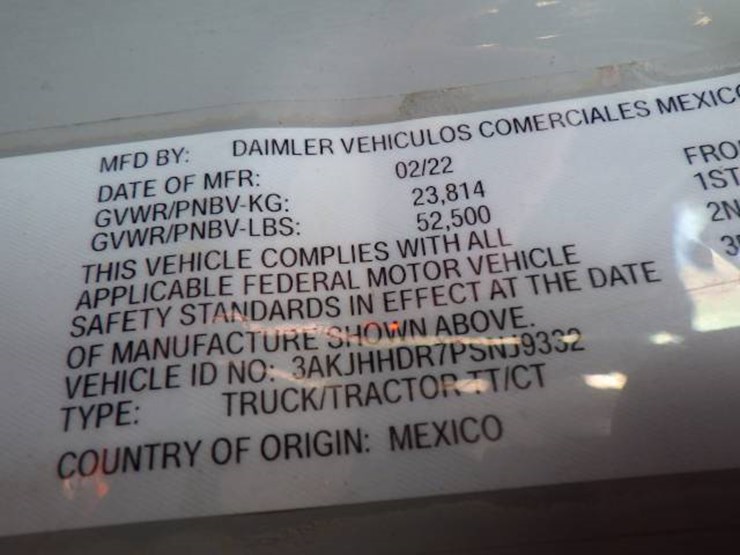 MFD BY: DAIMLER VEHICULOS COMERCIALES MEXICO
DATE OF MFR: 02/22
GVWR/PNBV-KG: 23,814
GVWR/PNBV-LBS: 52,500
THIS VEHICLE COMPLIES WITH ALL
APPLICABLE FEDERAL MOTOR VEHICLE
SAFETY STANDARDS IN EFFECT AT THE DATE
OF MANUFACTURE SHOWN ABOVE.
VEHICLE ID NO: 3AKJHHDR7PSNJ9332
TYPE: TRUCK/TRACTOR-TT/CT
COUNTRY OF ORIGIN: MEXICO
1ST